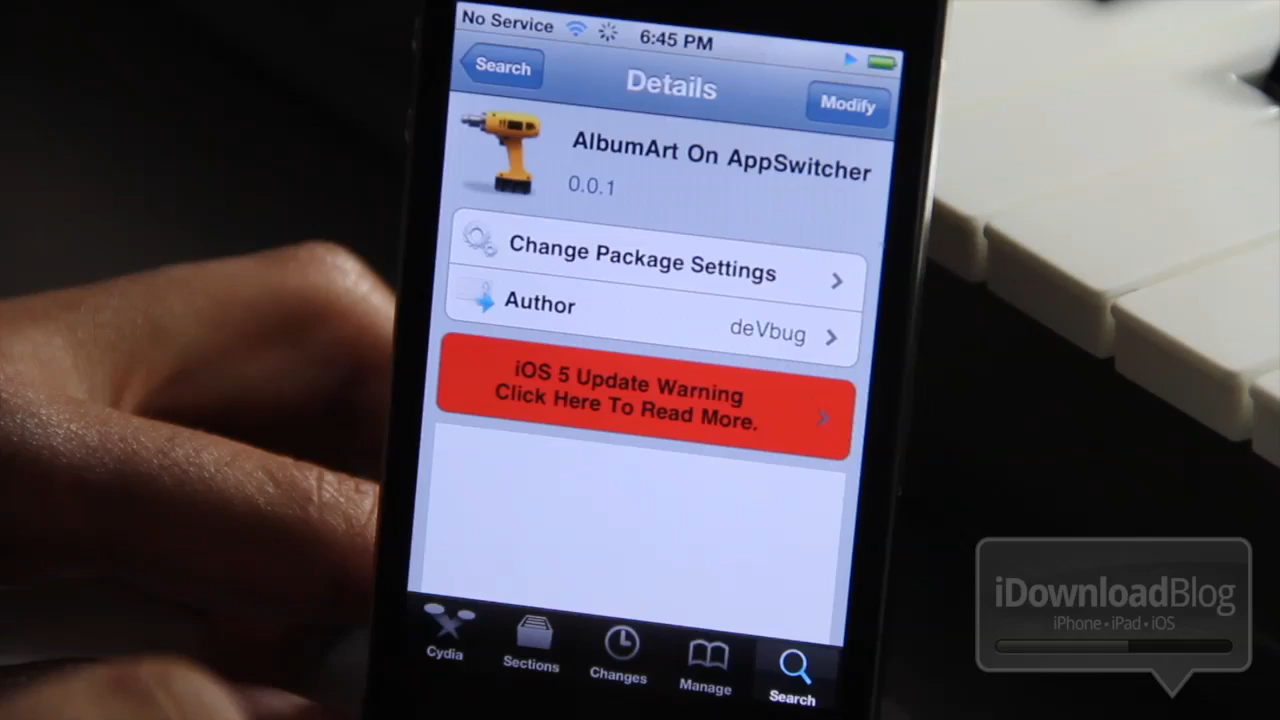 No Service 6:45 PM
Search
Details
Modify
AlbumArt On AppSwitcher
0.0.1
Change Package Settings
Author
deVbug
iOS 5 Update Warning
Click Here To Read More.
Cydia
Sections
Changes
Manage
Search
iDownloadBlog
iPhone • iPad • iOS